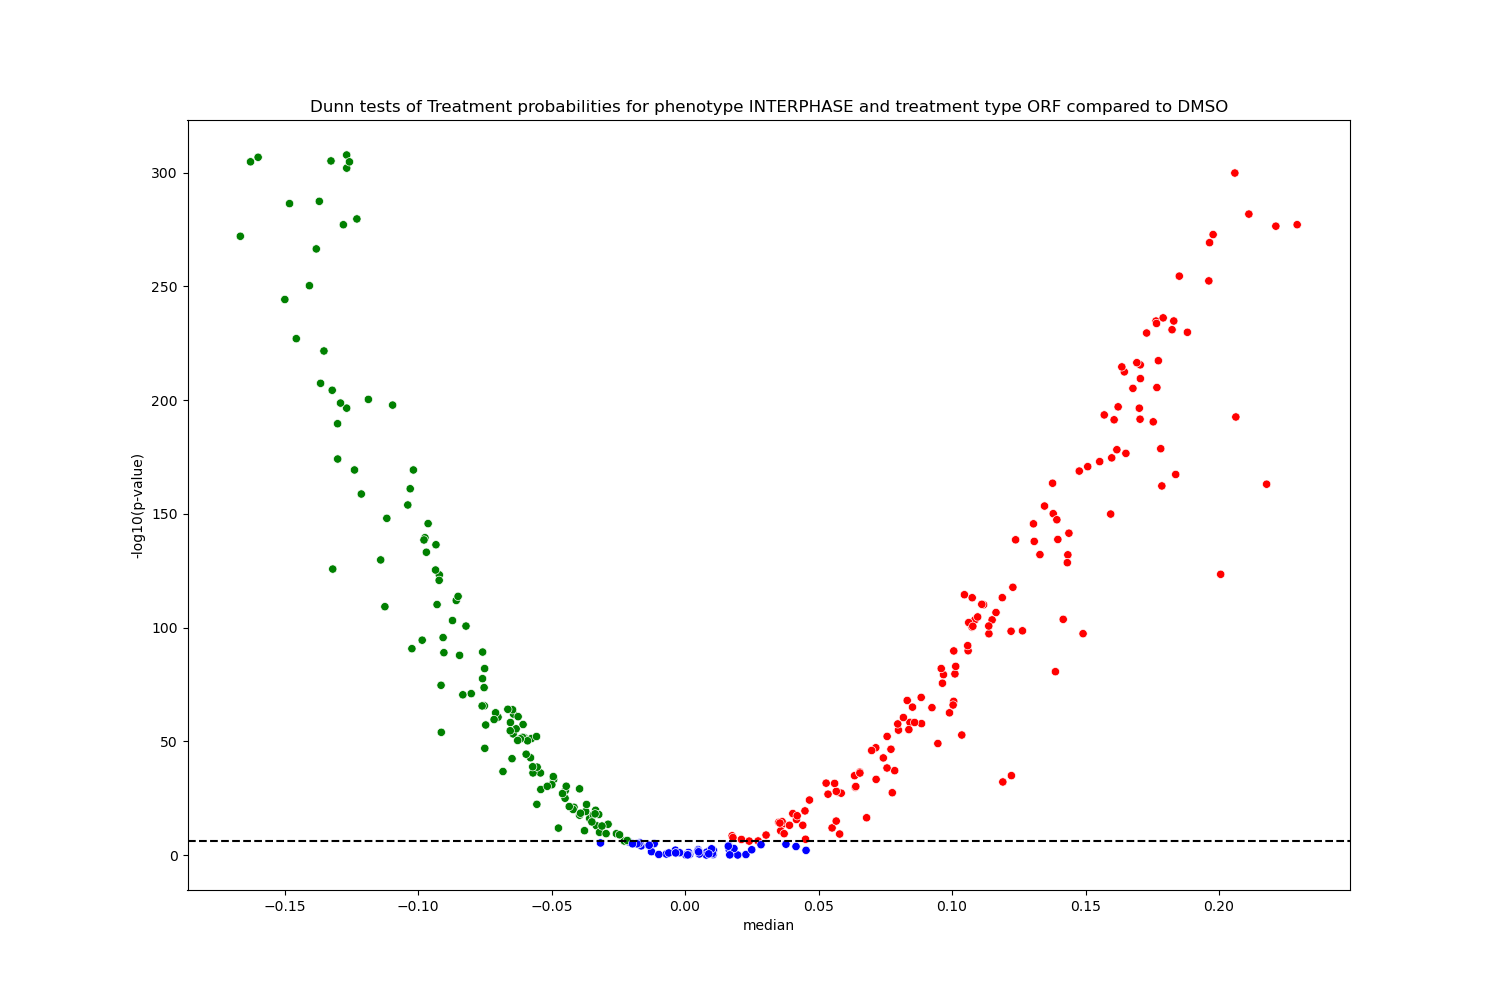 Dunn tests of Treatment probabilities for phenotype INTERPHASE and treatment type ORF compared to DMSO
300
250
200
150
100
50
0
-log10(p-value)
−0.15 −0.10 −0.05 0.00 0.05 0.10 0.15 0.20
median